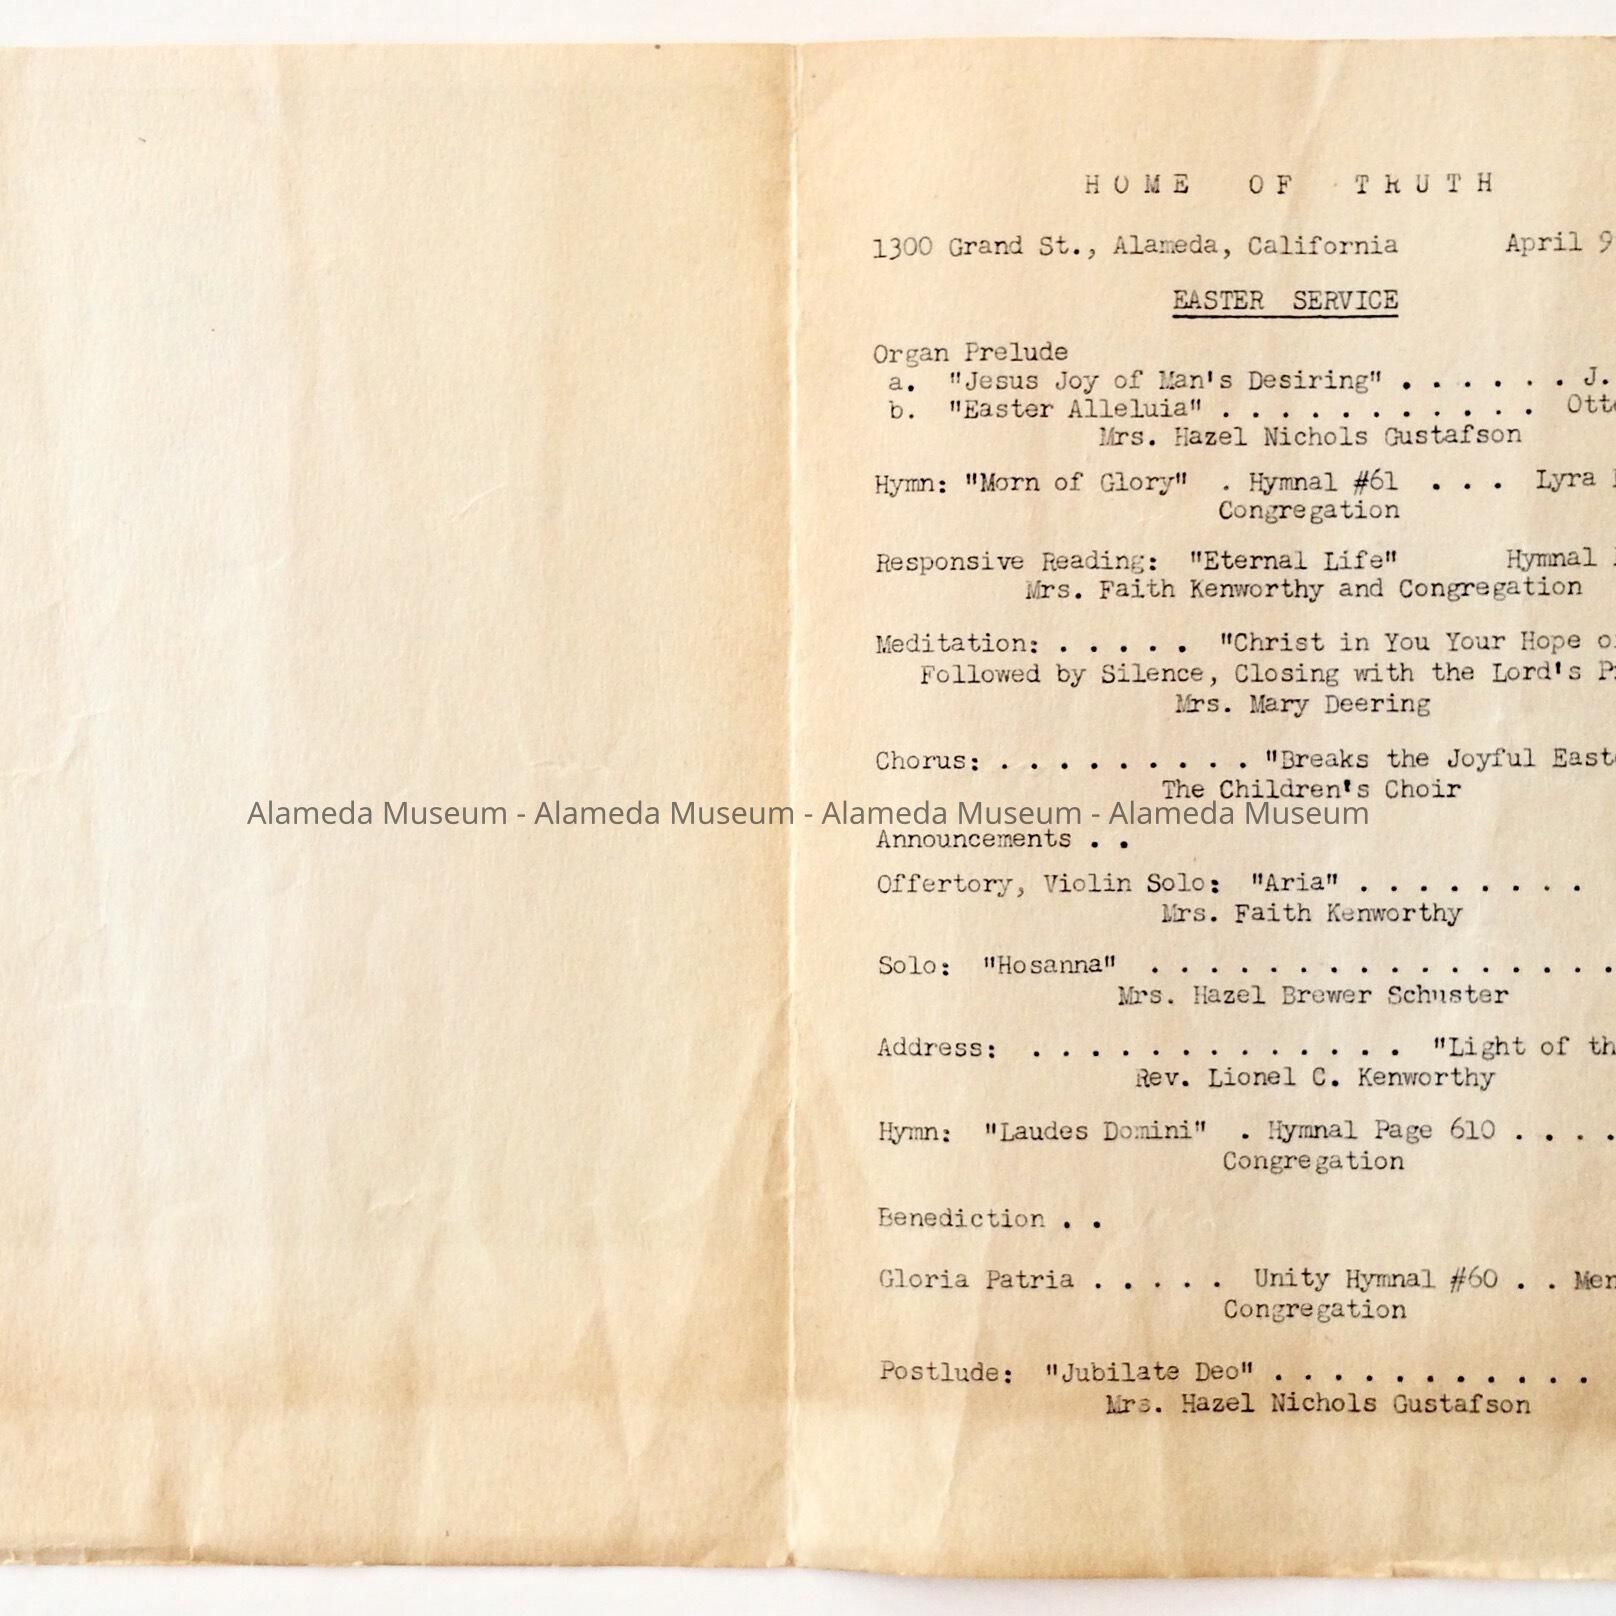 H O M E   O F   T R U T H
1300 Grand St., Alameda, California April 9
EASTER SERVICE
Organ Prelude
a. "Jesus Joy of Man's Desiring" . . . . . . J.
b. "Easter Alleluia" . . . . . . . . . . . Otto
Mrs. Hazel Nichols Gustafson
Hymn: "Morn of Glory" . Hymnal #61 . . . Lyra
Congregation
Responsive Reading: "Eternal Life" Hymnal
Mrs. Faith Kenworthy and Congregation
Meditation: . . . . . "Christ in You Your Hope
Followed by Silence, Closing with the Lord's
Mrs. Mary Deering
Chorus: . . . . . . . . . "Breaks the Joyful
The Children's Choir
Alameda Museum - Alameda Museum - Alameda Museum - Alameda Museum
Announcements . .
Offertory, Violin Solo: "Aria" . . . . . . . .
Mrs. Faith Kenworthy
Solo: "Hosanna" . . . . . . . . . . . . . . . .
Mrs. Hazel Brewer Schuster
Address: . . . . . . . . . . . . . "Light of
Rev. Lionel C. Kenworthy
Hymn: "Laudes Domini" . Hymnal Page 610 . . . .
Congregation
Benediction . .
Gloria Patria . . . . . Unity Hymnal #60 . .
Congregation
Postlude: "Jubilate Deo" . . . . . . . . . . .
Mrs. Hazel Nichols Gustafson